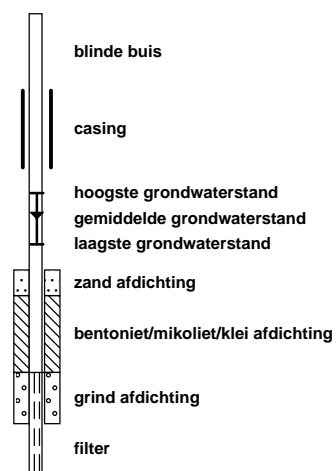 blinde buis
casing
hoogste grondwaterstand
gemiddelde grondwaterstand
laagste grondwaterstand
zand afdichting
bentoniet/mikoliet/klei afdichting
grind afdichting
filter